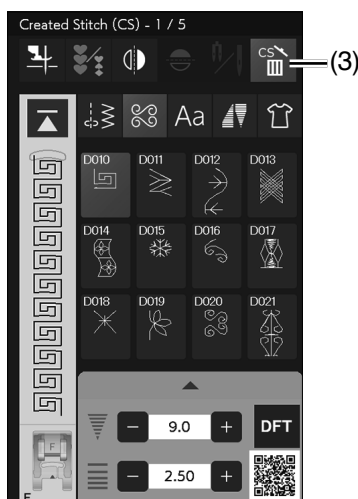 Created Stitch (CS) - 1 / 5
CS
(3)
Aa
D010 D011 D012 D013
D014 D015 D016 D017
D018 D019 D020 D021
F
- 9.0 + DFT
F
- 2.50 +